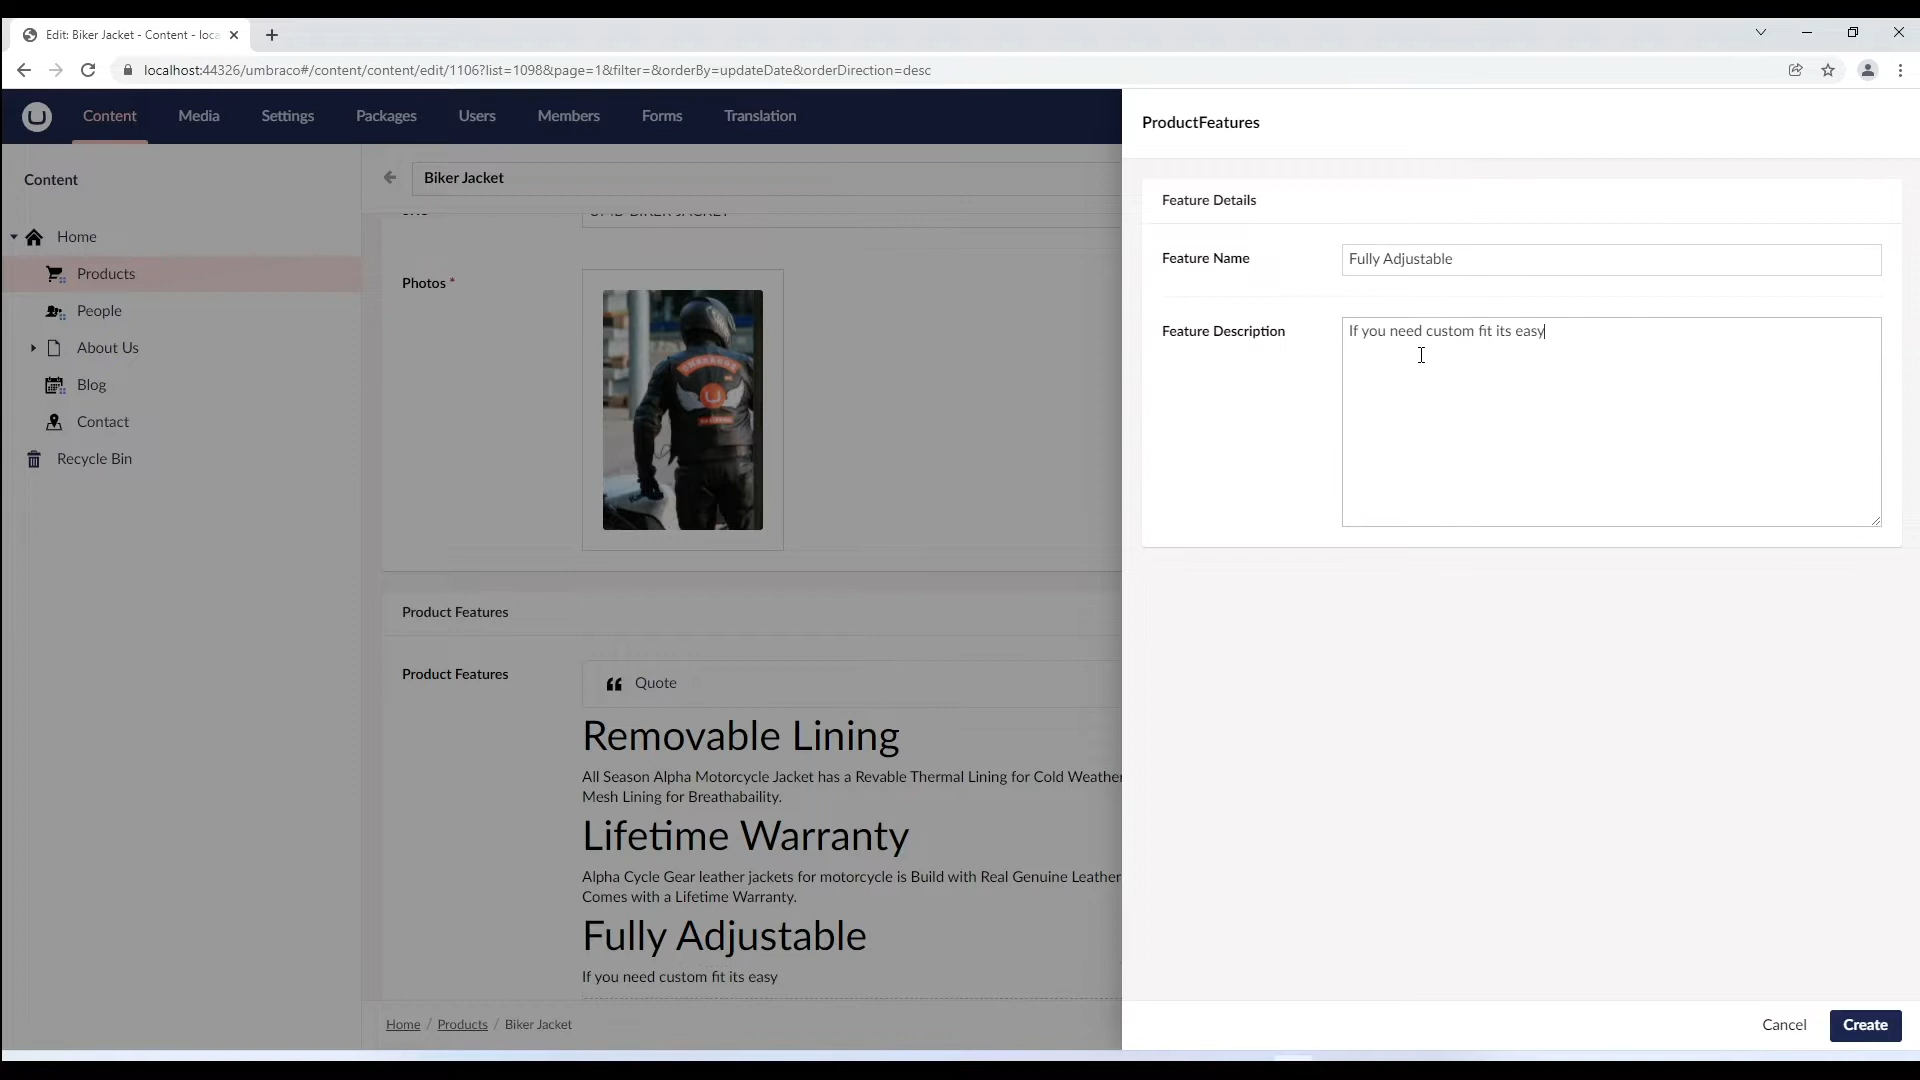 Edit: Biker Jacket - Content - loca
localhost:44326/umbraco#/content/content/edit/1106?list=1098&page=1&filter=&orderBy=updateDate&orderDirection=desc
Content Media Settings Packages Users Members Forms Translation
Content
Home
Products
People
About Us
Blog
Contact
Recycle Bin
Biker Jacket
Photos *
Product Features
Product Features
Quote
Removable Lining
All Season Alpha Motorcycle Jacket has a Revable Thermal Lining for Cold Weather
Mesh Lining for Breathabaility.
Lifetime Warranty
Alpha Cycle Gear leather jackets for motorcycle is Build with Real Genuine Leather
Comes with a Lifetime Warranty.
Fully Adjustable
If you need custom fit its easy
Home / Products / Biker Jacket
ProductFeatures
Feature Details
Feature Name
Fully Adjustable
Feature Description
If you need custom fit its easy
Cancel Create